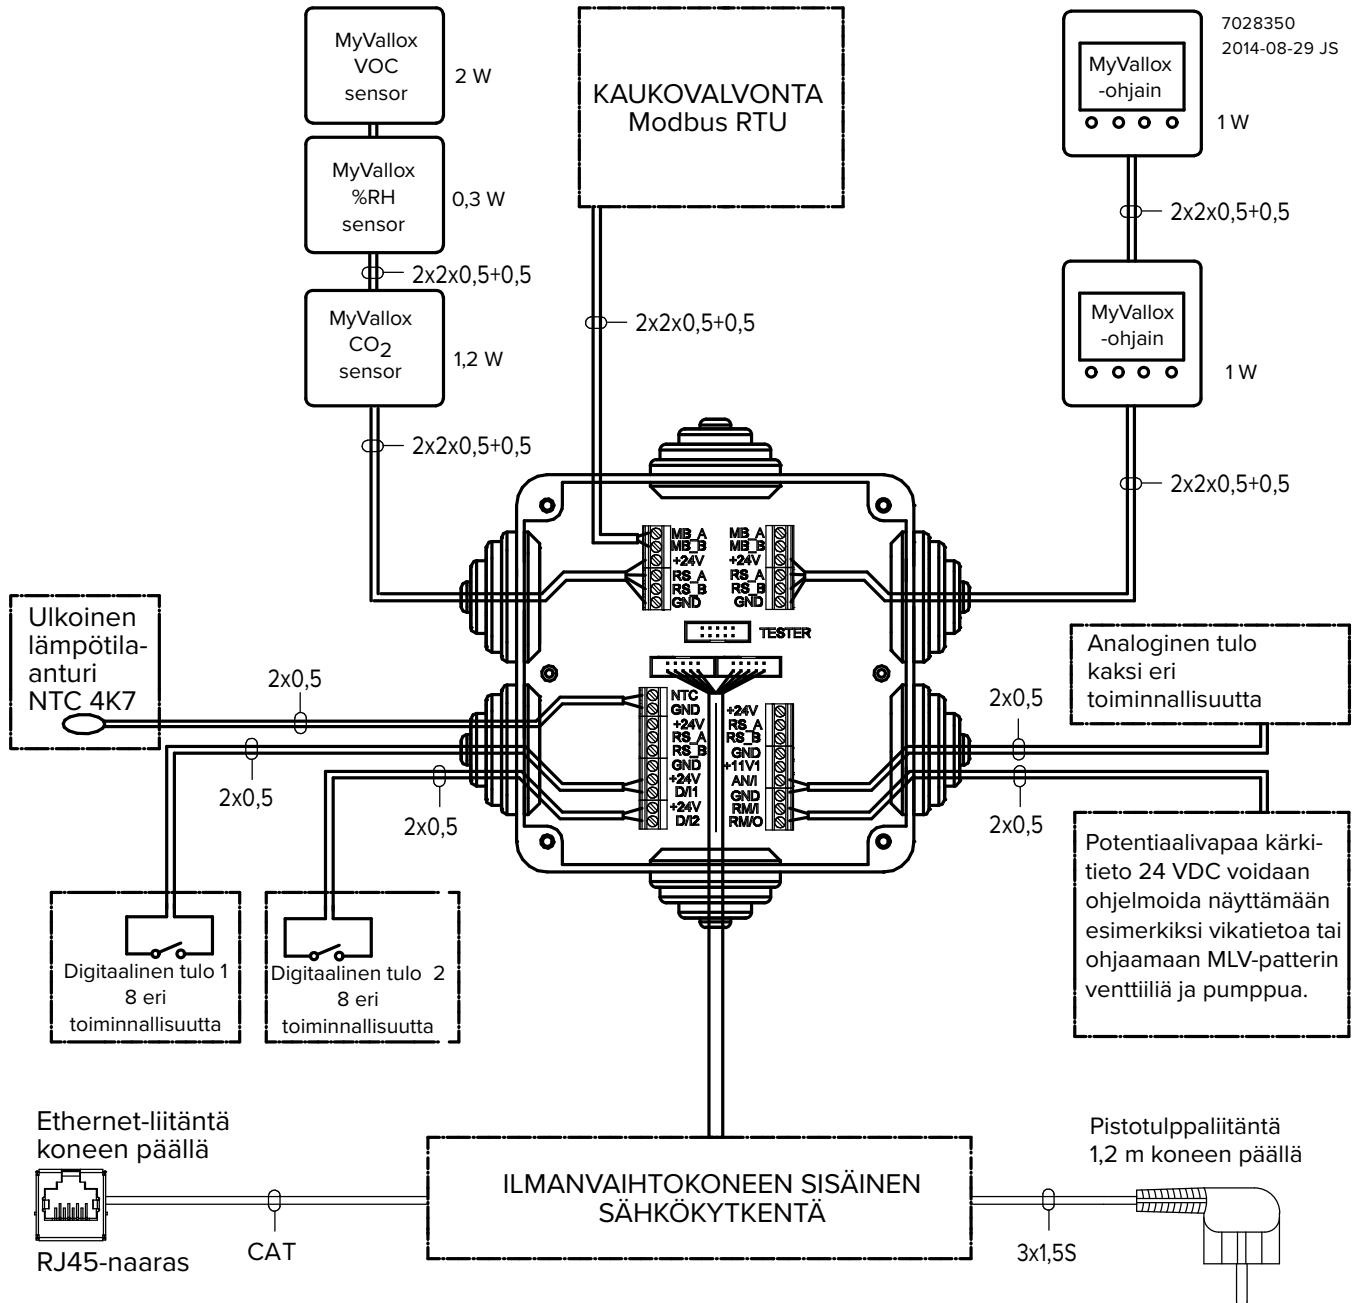 MyVallox
VOC
sensor
2 W
MyVallox
%RH
sensor
0,3 W
2x2x0,5+0,5
MyVallox
CO2
sensor
1,2 W
2x2x0,5+0,5
KAUKOVALVONTA
Modbus RTU
2x2x0,5+0,5
7028350
2014-08-29 JS
MyVallox
-ohjain
1 W
2x2x0,5+0,5
MyVallox
-ohjain
1 W
2x2x0,5+0,5
MB_A
MB_B
+24V
RS_A
RS_B
GND
MB_A
MB_B
+24V
RS_A
RS_B
GND
TESTER
NTC
GND
+24V
RS_A
RS_B
GND
+24V
D/I1
+24V
D/I2
+24V
RS_A
RS_B
GND
+11V1
AN/I
GND
RM/I
RM/O
Ulkoinen
lämpötila-
anturi
NTC 4K7
2x0,5
2x0,5
2x0,5
2x0,5
2x0,5
Analoginen tulo
kaksi eri
toiminnallisuutta
Potentiaalivapaa kärki-
tieto 24 VDC voidaan
ohjelmoida näyttämään
esimerkiksi vikatietoa tai
ohjaamaan MLV-patterin
venttiiliä ja pumppua.
Digitaalinen tulo 1
8 eri
toiminnallisuutta
Digitaalinen tulo 2
8 eri
toiminnallisuutta
Ethernet-liitäntä
koneen päällä
RJ45-naaras
CAT
ILMANVAIHTOKONEEN SISÄINEN
SÄHKÖKYTKENTÄ
3x1,5S
Pistotulppaliitäntä
1,2 m koneen päällä